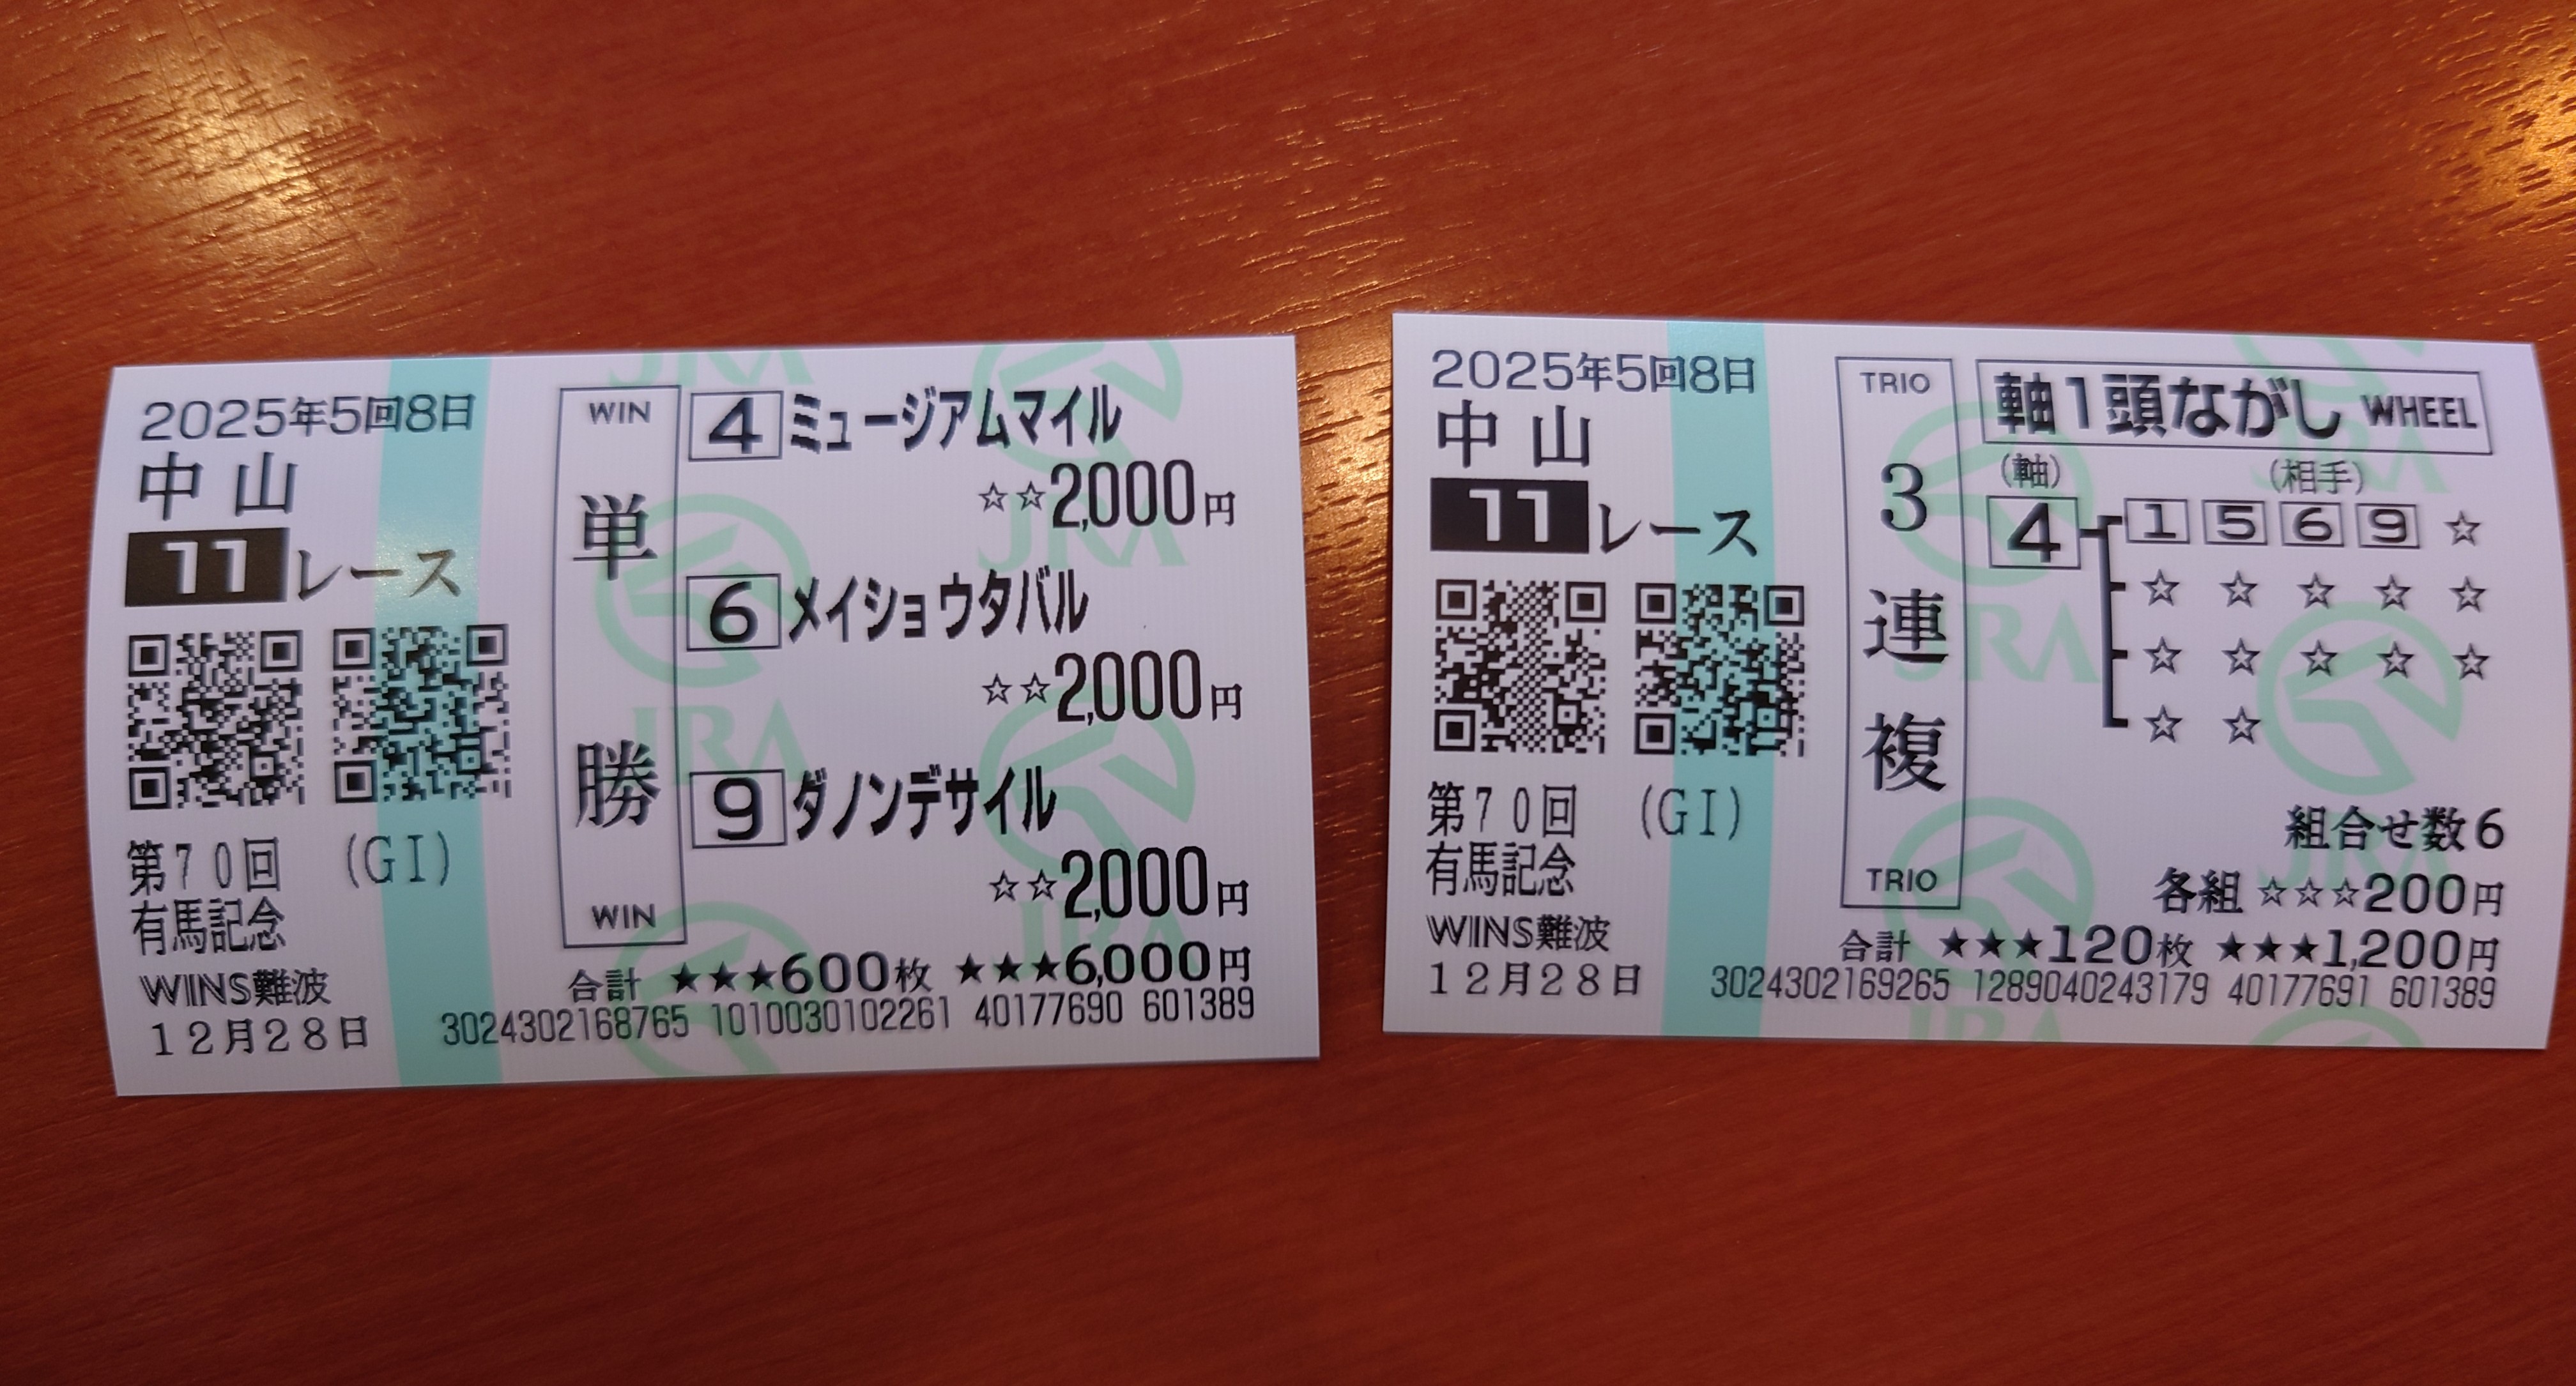 2025年5回8日
中山
11レース
第70回 (GI)
有馬記念
WINS難波
12月28日
WIN
単勝
WIN
4 ミュージアムマイル
☆☆2,000円
6 メイショウタバル
☆☆2,000円
9 ダノンデサイル
☆☆2,000円
合計 ★★★600枚 ★★★6,000円
3024302168765 1010030102261 40177690 601389
2025年5回8日
中山
11レース
第70回 (GI)
有馬記念
WINS難波
12月28日
TRIO
3連複
TRIO
軸1頭ながし WHEEL
(軸) (相手)
4 1 5 6 9 ☆
☆ ☆ ☆ ☆ ☆
☆ ☆ ☆ ☆ ☆
☆ ☆
組合せ数6
各組 ☆☆☆200円
合計 ★★★120枚 ★★★1,200円
3024302169265 1289040243179 40177691 601389